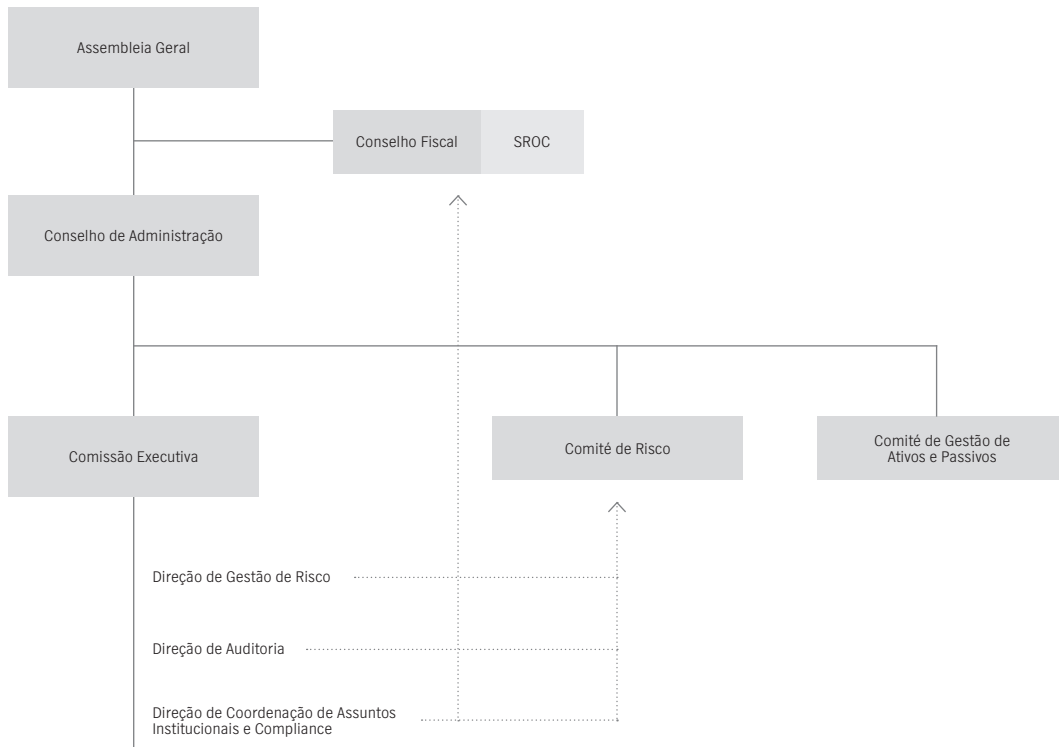 Assembleia Geral
Conselho Fiscal
SROC
Conselho de Administração
Comissão Executiva
Comité de Risco
Comité de Gestão de
Ativos e Passivos
Direção de Gestão de Risco
Direção de Auditoria
Direção de Coordenação de Assuntos
Institucionais e Compliance